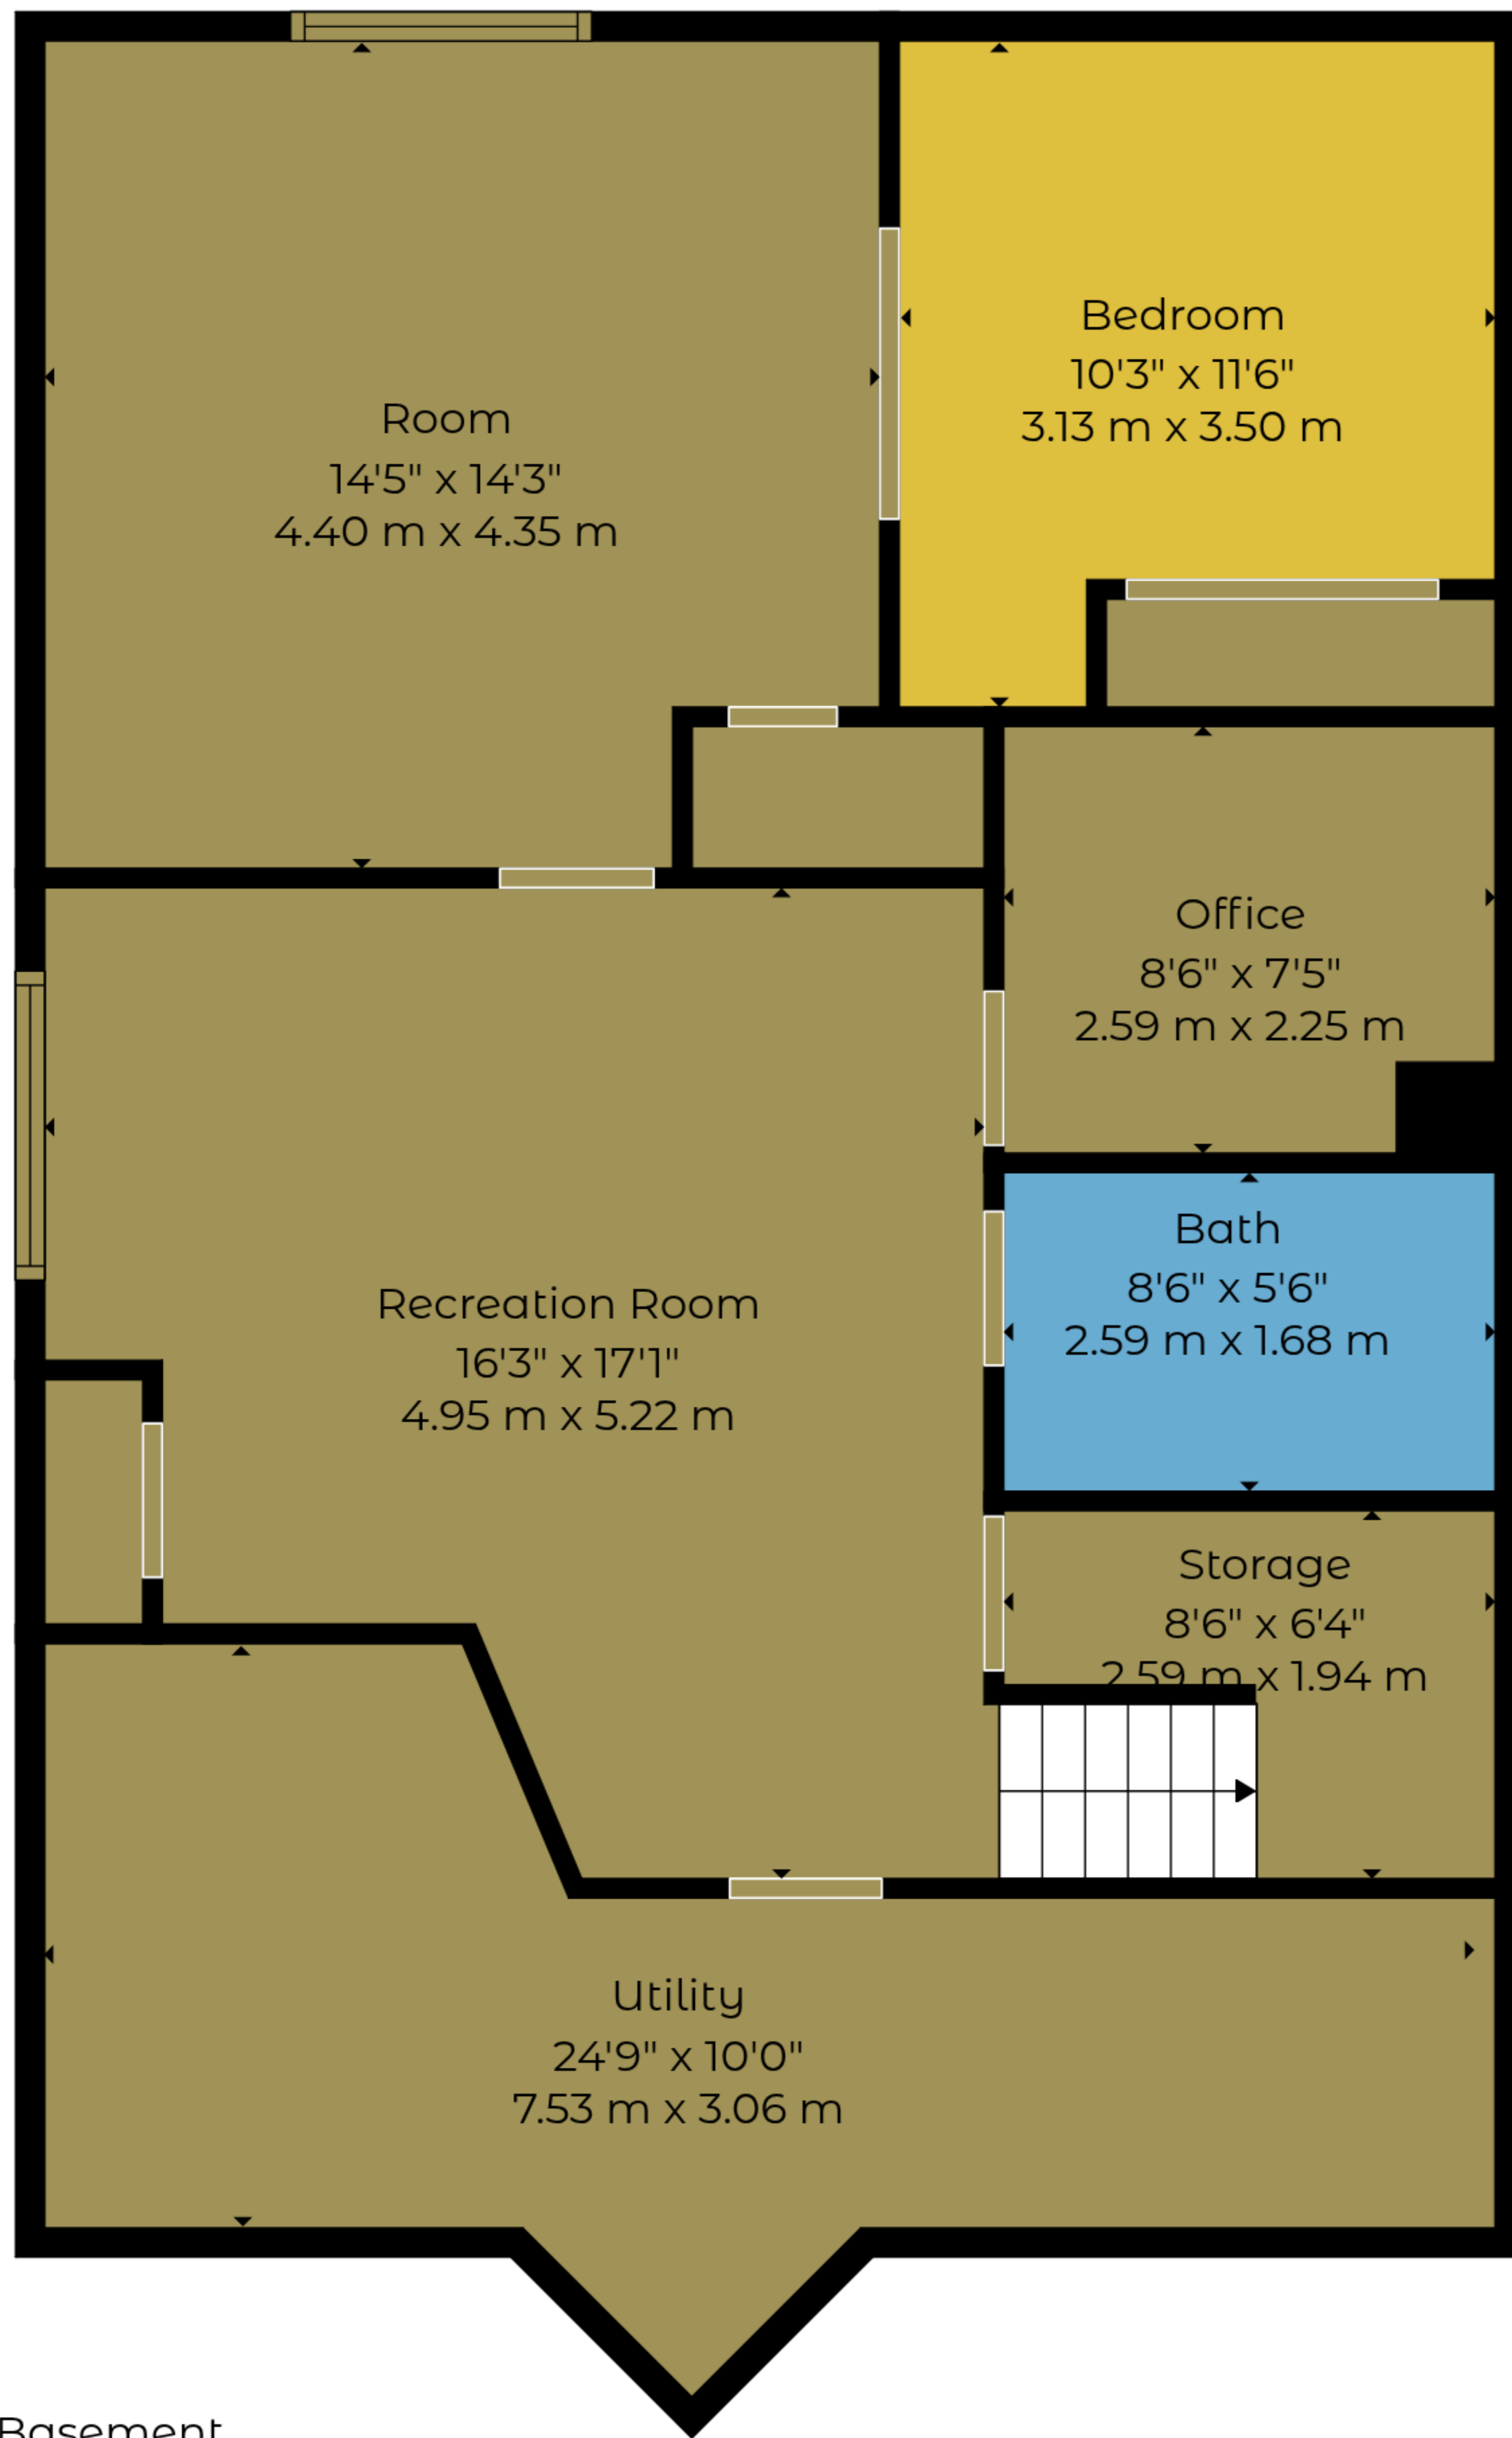 Bedroom
10'3" x 11'6"
3.13 m x 3.50 m
Room
14'5" x 14'3"
4.40 m x 4.35 m
Office
8'6" x 7'5"
2.59 m x 2.25 m
Bath
8'6" x 5'6"
2.59 m x 1.68 m
Recreation Room
16'3" x 17'1"
4.95 m x 5.22 m
Storage
8'6" x 6'4"
2.59 m x 1.94 m
Utility
24'9" x 10'0"
7.53 m x 3.06 m
Basement